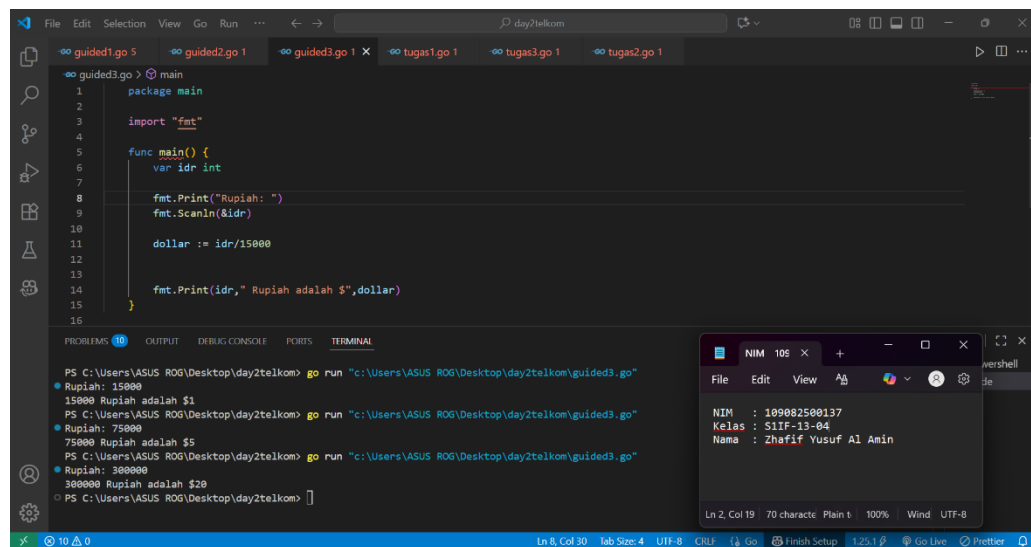 File Edit Selection View Go Run ··· ← → day2telkom
guided1.go 5 guided2.go 1 guided3.go 1 × tugas1.go 1 tugas3.go 1 tugas2.go 1
guided3.go > main
1 package main
2
3 import "fmt"
4
5 func main() {
6 var idr int
7
8 fmt.Print("Rupiah: ")
9 fmt.Scanln(&idr)
10
11 dollar := idr/15000
12
13
14 fmt.Print(idr," Rupiah adalah $",dollar)
15 }
16
PROBLEMS 10 OUTPUT DEBUG CONSOLE PORTS TERMINAL
PS C:\Users\ASUS ROG\Desktop\day2telkom> go run "c:\Users\ASUS ROG\Desktop\day2telkom\guided3.go"
Rupiah: 15000
15000 Rupiah adalah $1
PS C:\Users\ASUS ROG\Desktop\day2telkom> go run "c:\Users\ASUS ROG\Desktop\day2telkom\guided3.go"
Rupiah: 75000
75000 Rupiah adalah $5
PS C:\Users\ASUS ROG\Desktop\day2telkom> go run "c:\Users\ASUS ROG\Desktop\day2telkom\guided3.go"
Rupiah: 300000
300000 Rupiah adalah $20
PS C:\Users\ASUS ROG\Desktop\day2telkom>
wershell
de
NIM 109 × +
File Edit View
NIM : 109082500137
Kelas : S1IF-13-04
Nama : Zhafif Yusuf Al Amin
Ln 2, Col 19 70 characte Plain t 100% Wind UTF-8
10 0 Ln 8, Col 30 Tab Size: 4 UTF-8 CRLF Go Finish Setup 1.25.1 Go Live Prettier